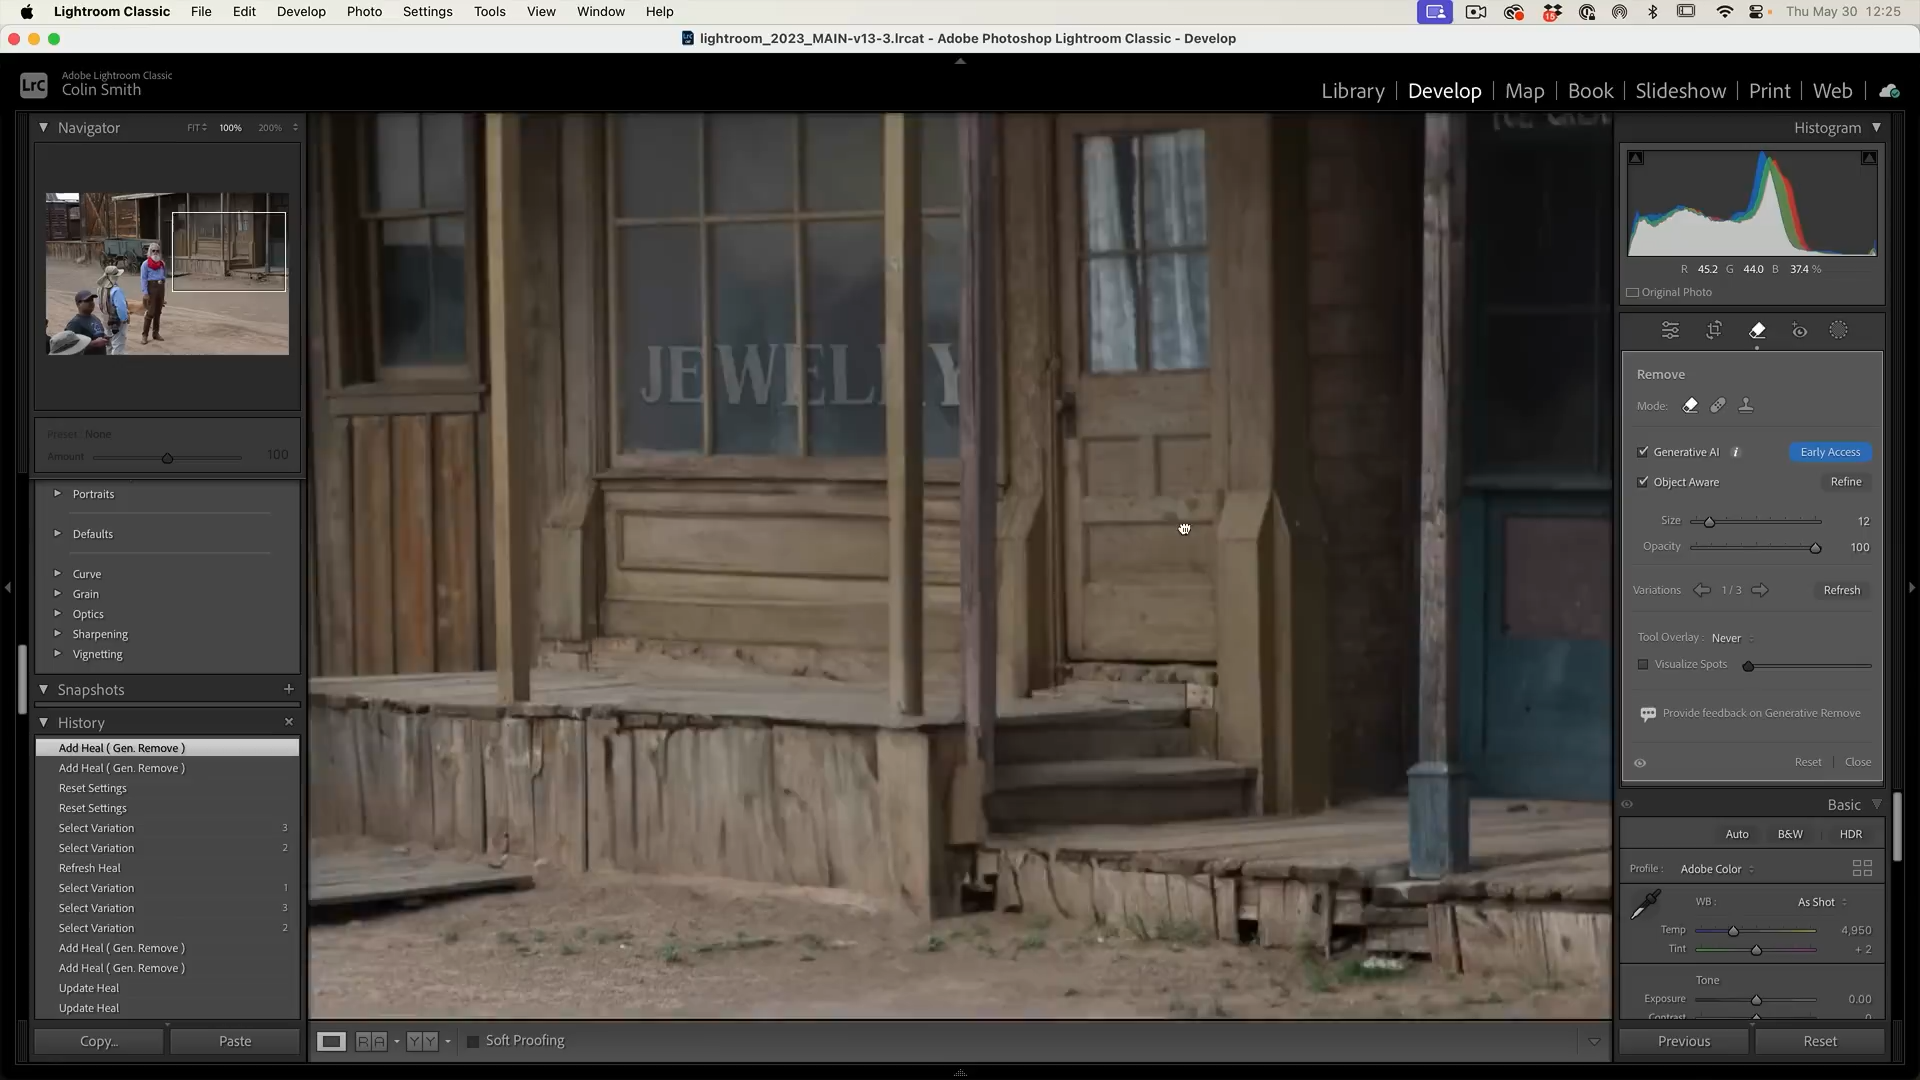 Lightroom Classic File Edit Develop Photo Settings Tools View Window Help
15
Thu May 30 12:25
lightroom_2023_MAIN-v13-3.lrcat - Adobe Photoshop Lightroom Classic - Develop
LrC
Adobe Lightroom Classic
Colin Smith
Library | Develop | Map | Book | Slideshow | Print | Web
Navigator FIT 100% 200%
Preset: None
Amount 100
Portraits
Defaults
Curve
Grain
Optics
Sharpening
Vignetting
Snapshots +
History ×
Add Heal ( Gen. Remove )
Add Heal ( Gen. Remove )
Reset Settings
Reset Settings
Select Variation 3
Select Variation 2
Refresh Heal
Select Variation 1
Select Variation 3
Select Variation 2
Add Heal ( Gen. Remove )
Add Heal ( Gen. Remove )
Update Heal
Update Heal
Copy... Paste
JEWEL Y
RA YY Soft Proofing
Histogram
R 45.2 G 44.0 B 37.4 %
Original Photo
Remove
Mode:
Generative AI i Early Access
Object Aware Refine
Size 12
Opacity 100
Variations 1 / 3 Refresh
Tool Overlay : Never
Visualize Spots
Provide feedback on Generative Remove
Reset | Close
Basic
Auto B&W HDR
Profile : Adobe Color
WB : As Shot
Temp 4,950
Tint + 2
Tone
Exposure 0.00
Contrast 0
Previous Reset